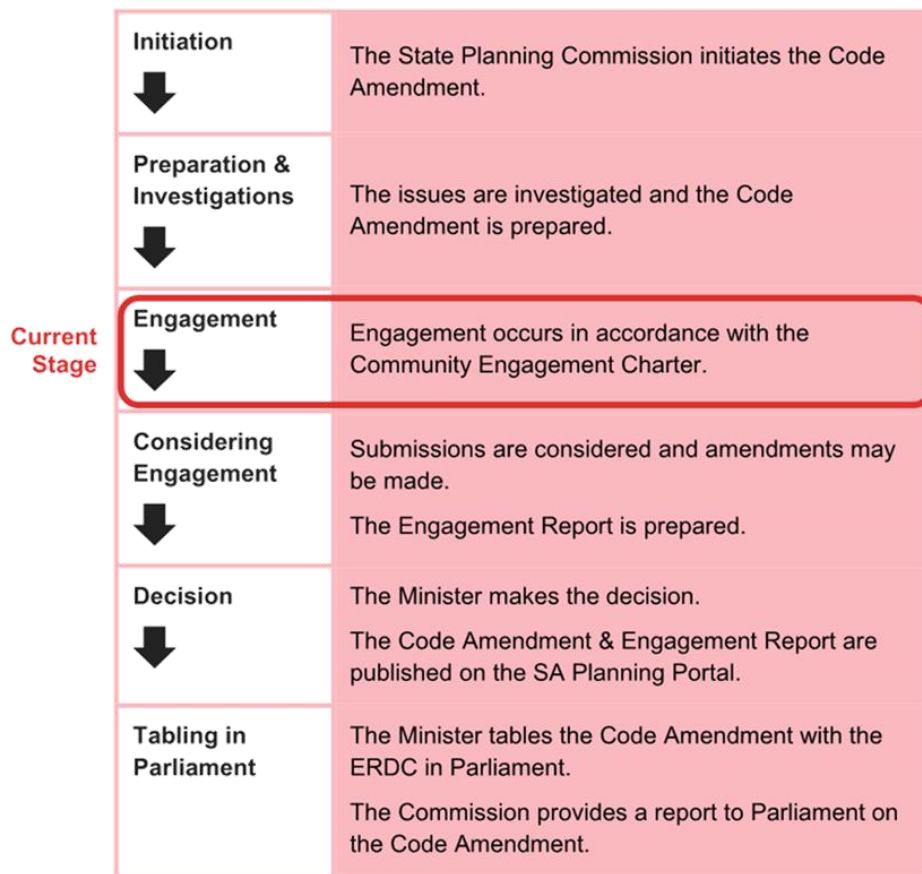 Initiation
The State Planning Commission initiates the Code
Amendment.
Preparation &
Investigations
The issues are investigated and the Code
Amendment is prepared.
Current
Stage
Engagement
Engagement occurs in accordance with the
Community Engagement Charter.
Considering
Engagement
Submissions are considered and amendments may
be made.
The Engagement Report is prepared.
Decision
The Minister makes the decision.
The Code Amendment & Engagement Report are
published on the SA Planning Portal.
Tabling in
Parliament
The Minister tables the Code Amendment with the
ERDC in Parliament.
The Commission provides a report to Parliament on
the Code Amendment.